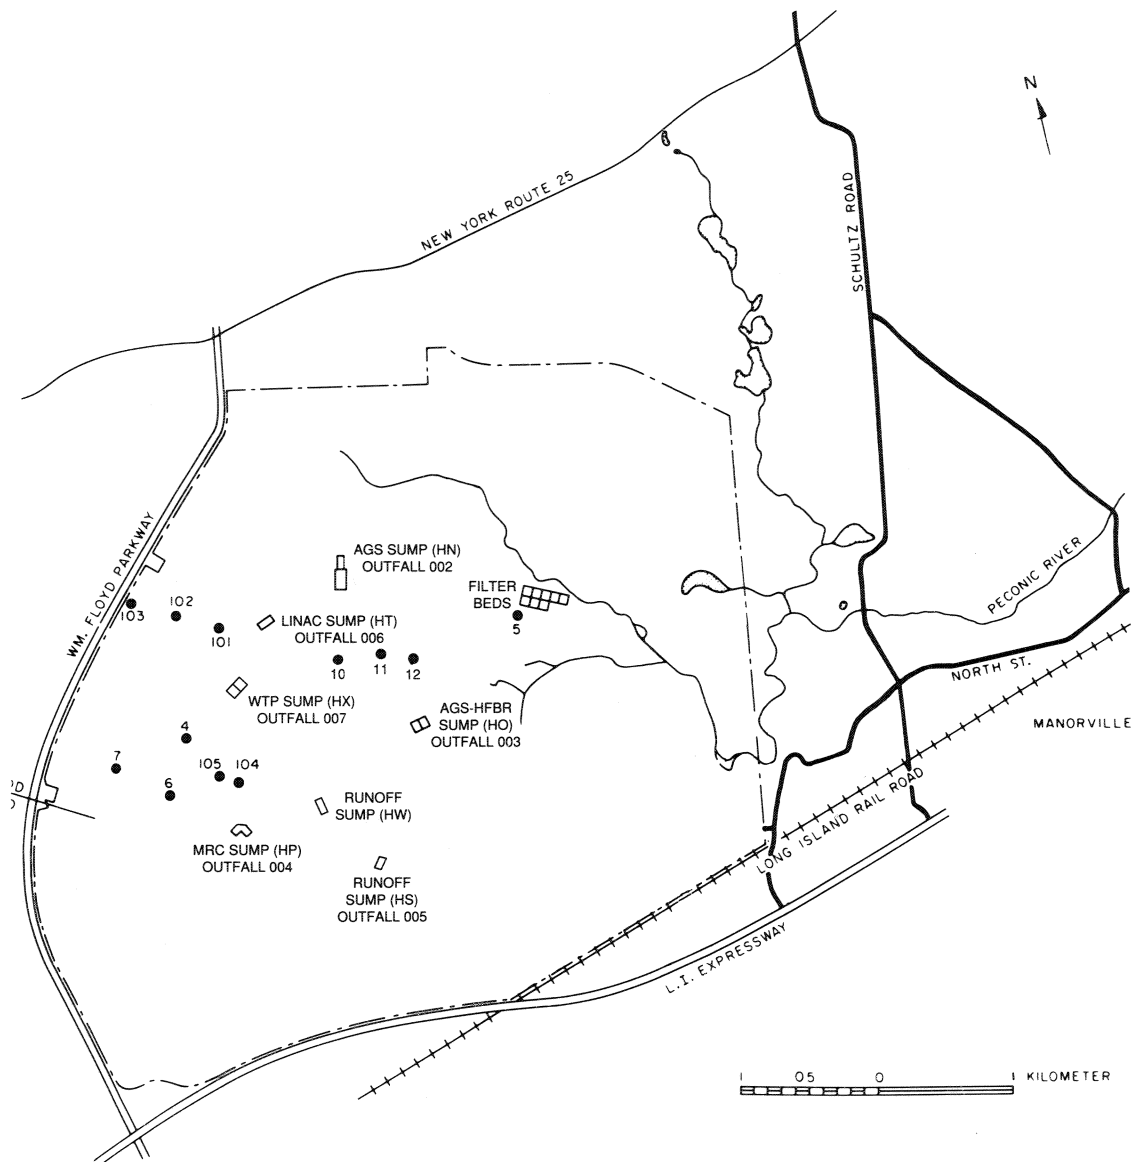 N
NEW YORK ROUTE 25
SCHULTZ ROAD
WM. FLOYD PARKWAY
AGS SUMP (HN)
OUTFALL 002
FILTER
BEDS
5
PECONIC RIVER
103
102
101
LINAC SUMP (HT)
OUTFALL 006
10
11
12
NORTH ST.
WTP SUMP (HX)
OUTFALL 007
AGS-HFBR
SUMP (HO)
OUTFALL 003
MANORVILLE
4
7
6
105
104
RUNOFF
SUMP (HW)
LONG ISLAND RAIL ROAD
MRC SUMP (HP)
OUTFALL 004
RUNOFF
SUMP (HS)
OUTFALL 005
L.I. EXPRESSWAY
1 05 0 1 KILOMETER